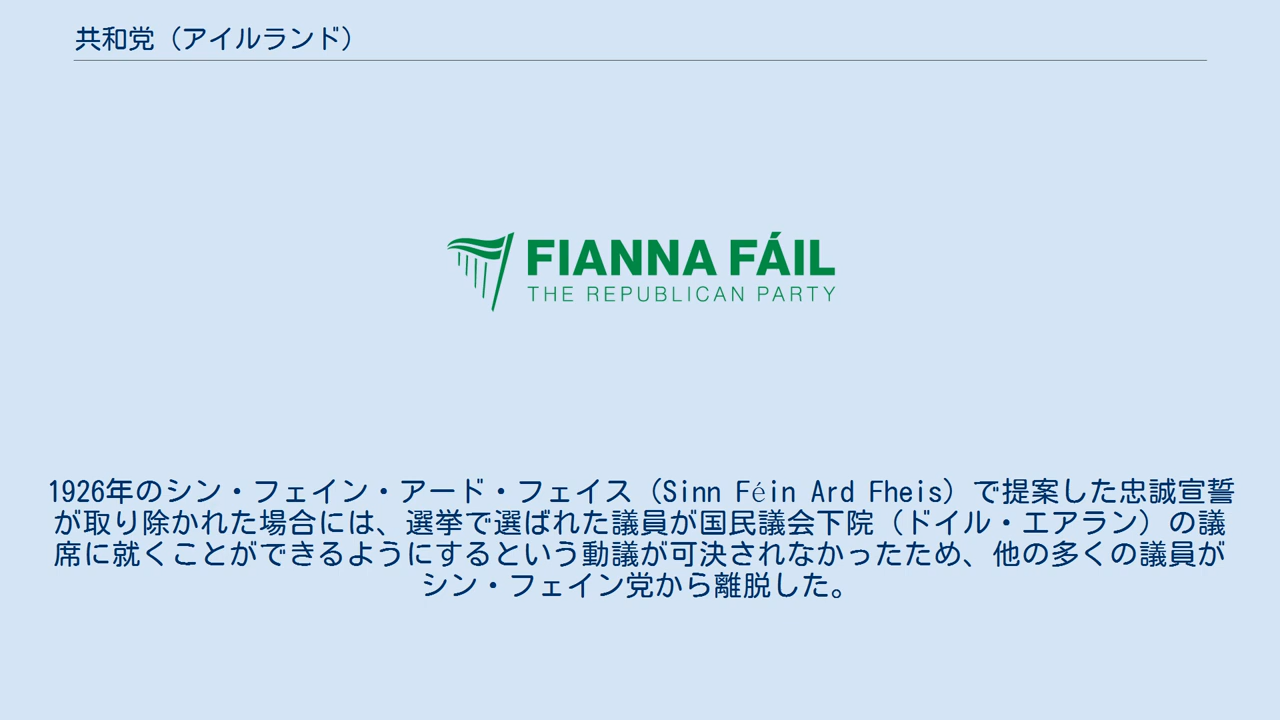 共和党（アイルランド）
FIANNA FÁIL
THE REPUBLICAN PARTY
1926年のシン・フェイン・アード・フェイス（Sinn Féin Ard Fheis）で提案した忠誠宣誓
が取り除かれた場合には、選挙で選ばれた議員が国民議会下院（ドイル・エアラン）の議
席に就くことができるようにするという動議が可決されなかったため、他の多くの議員が
シン・フェイン党から離脱した。